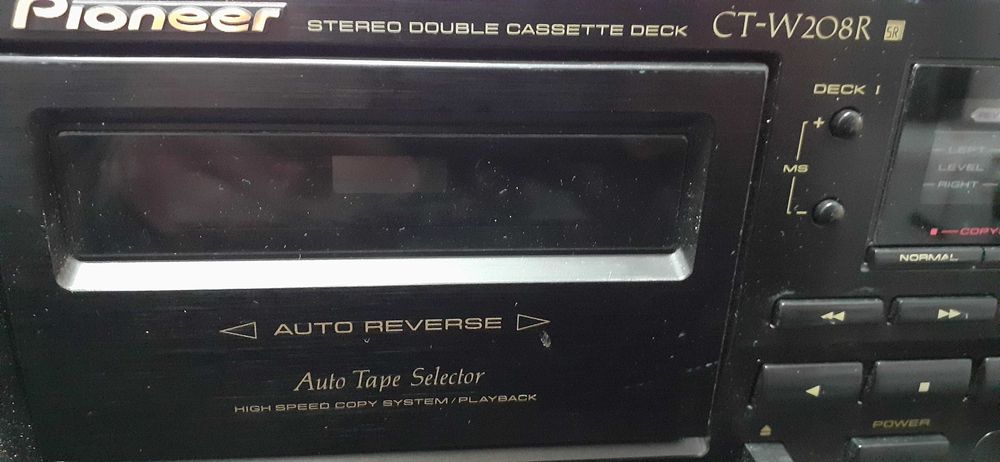 Pioneer STEREO DOUBLE CASSETTE DECK CT-W208R SR
DECK I
+
MS
-
LEFT
LEVEL
RIGHT
COPY
NORMAL
AUTO REVERSE
Auto Tape Selector
HIGH SPEED COPY SYSTEM/PLAYBACK
POWER